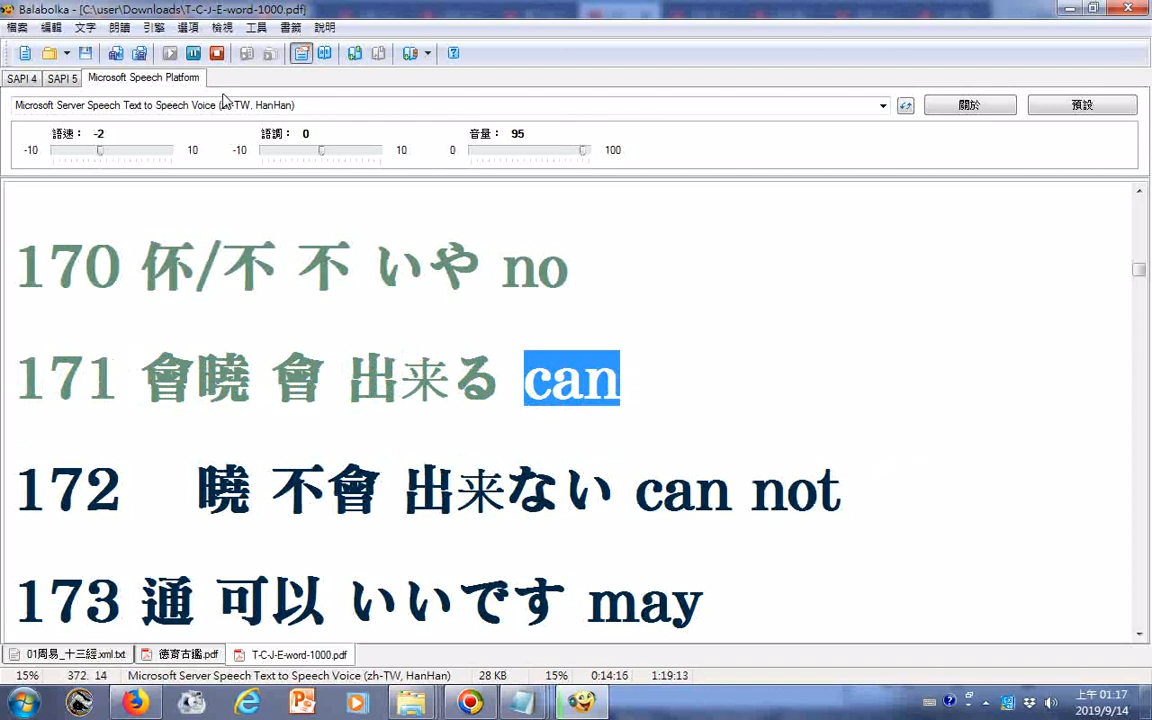 Balabolka - [C:\user\Downloads\T-C-J-E-word-1000.pdf]
檔案 編輯 文字 朗讀 引擎 選項 檢視 工具 書籤 說明
SAPI 4 SAPI 5 Microsoft Speech Platform
Microsoft Server Speech Text to Speech Voice (zh-TW, HanHan) 關於 預設
語速: -2 語調: 0 音量: 95
-10 10 -10 10 0 100
170 伓/不 不 いや no
171 會曉 會 出来る can
172 曉 不會 出来ない can not
173 通 可以 いいです may
01周易_十三經.xml.txt 德育古鑑.pdf T-C-J-E-word-1000.pdf
15% 372. 14 Microsoft Server Speech Text to Speech Voice (zh-TW, HanHan) 28 KB 15% 0:14:16 1:19:13
上午 01:17
2019/9/14